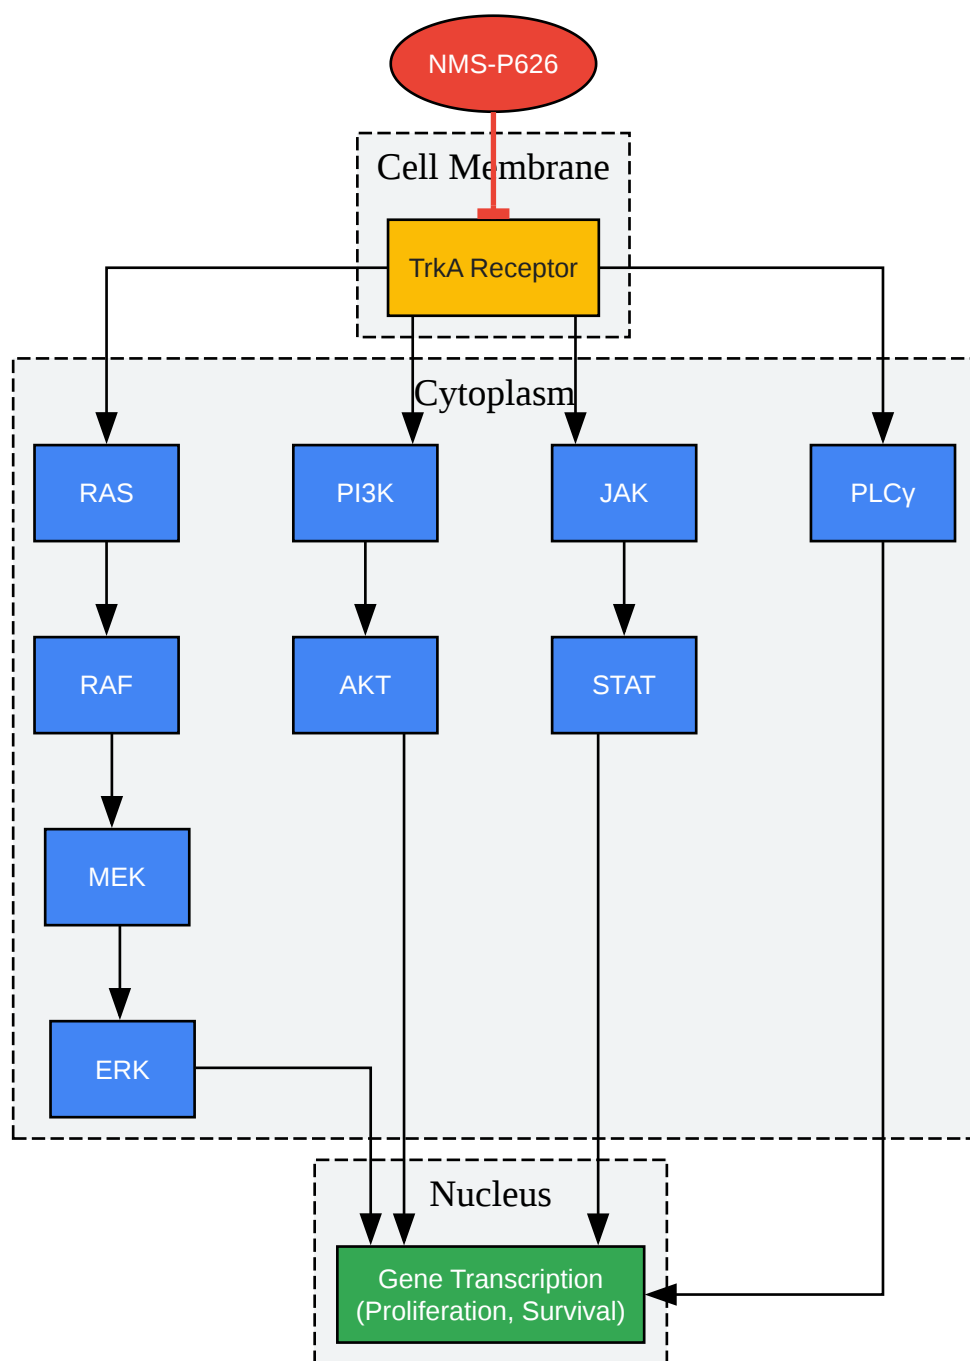 NMS-P626
Cell Membrane
TrkA Receptor
Cytoplasm
RAS
PI3K
JAK
PLCγ
RAF
AKT
STAT
MEK
ERK
Nucleus
Gene Transcription
(Proliferation, Survival)